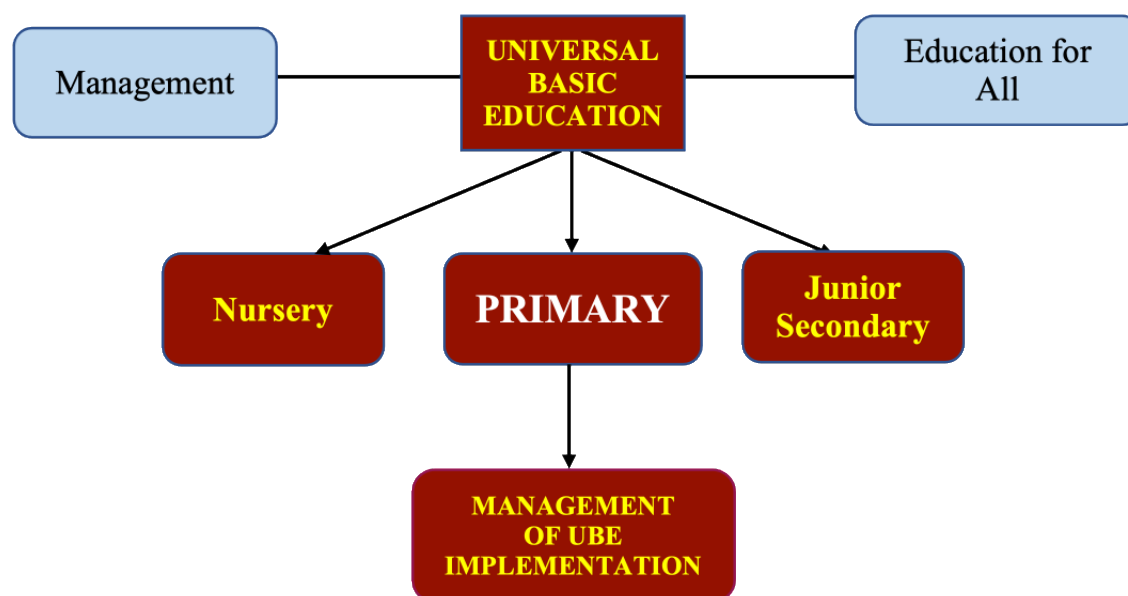 Management
UNIVERSAL
BASIC
EDUCATION
Education for
All
Nursery
PRIMARY
Junior
Secondary
MANAGEMENT
OF UBE
IMPLEMENTATION